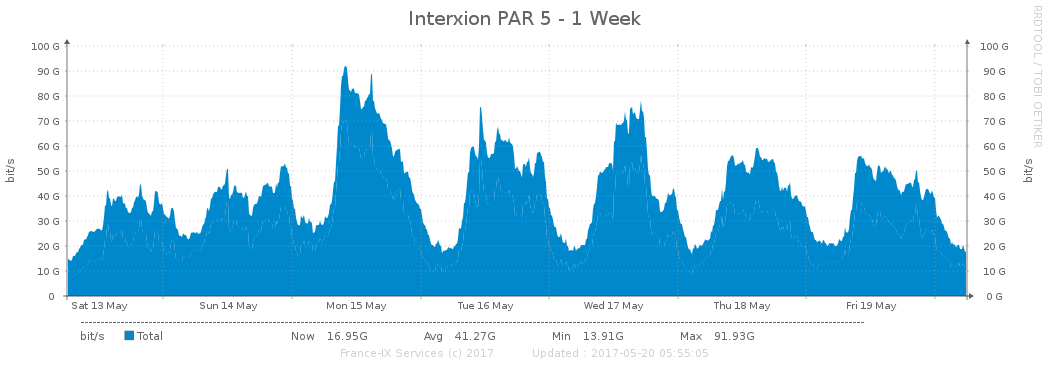 Interxion PAR 5 - 1 Week
RRDTOOL / TOBI OETIKER
100 G 100 G
90 G 90 G
80 G 80 G
70 G 70 G
60 G 60 G
50 G 50 G
40 G 40 G
30 G 30 G
20 G 20 G
10 G 10 G
0 0 G
bit/s bit/s
Sat 13 May Sun 14 May Mon 15 May Tue 16 May Wed 17 May Thu 18 May Fri 19 May
bit/s Total Now 16.95G Avg 41.27G Min 13.91G Max 91.93G
France-IX Services (c) 2017 Updated : 2017-05-20 05:55:05